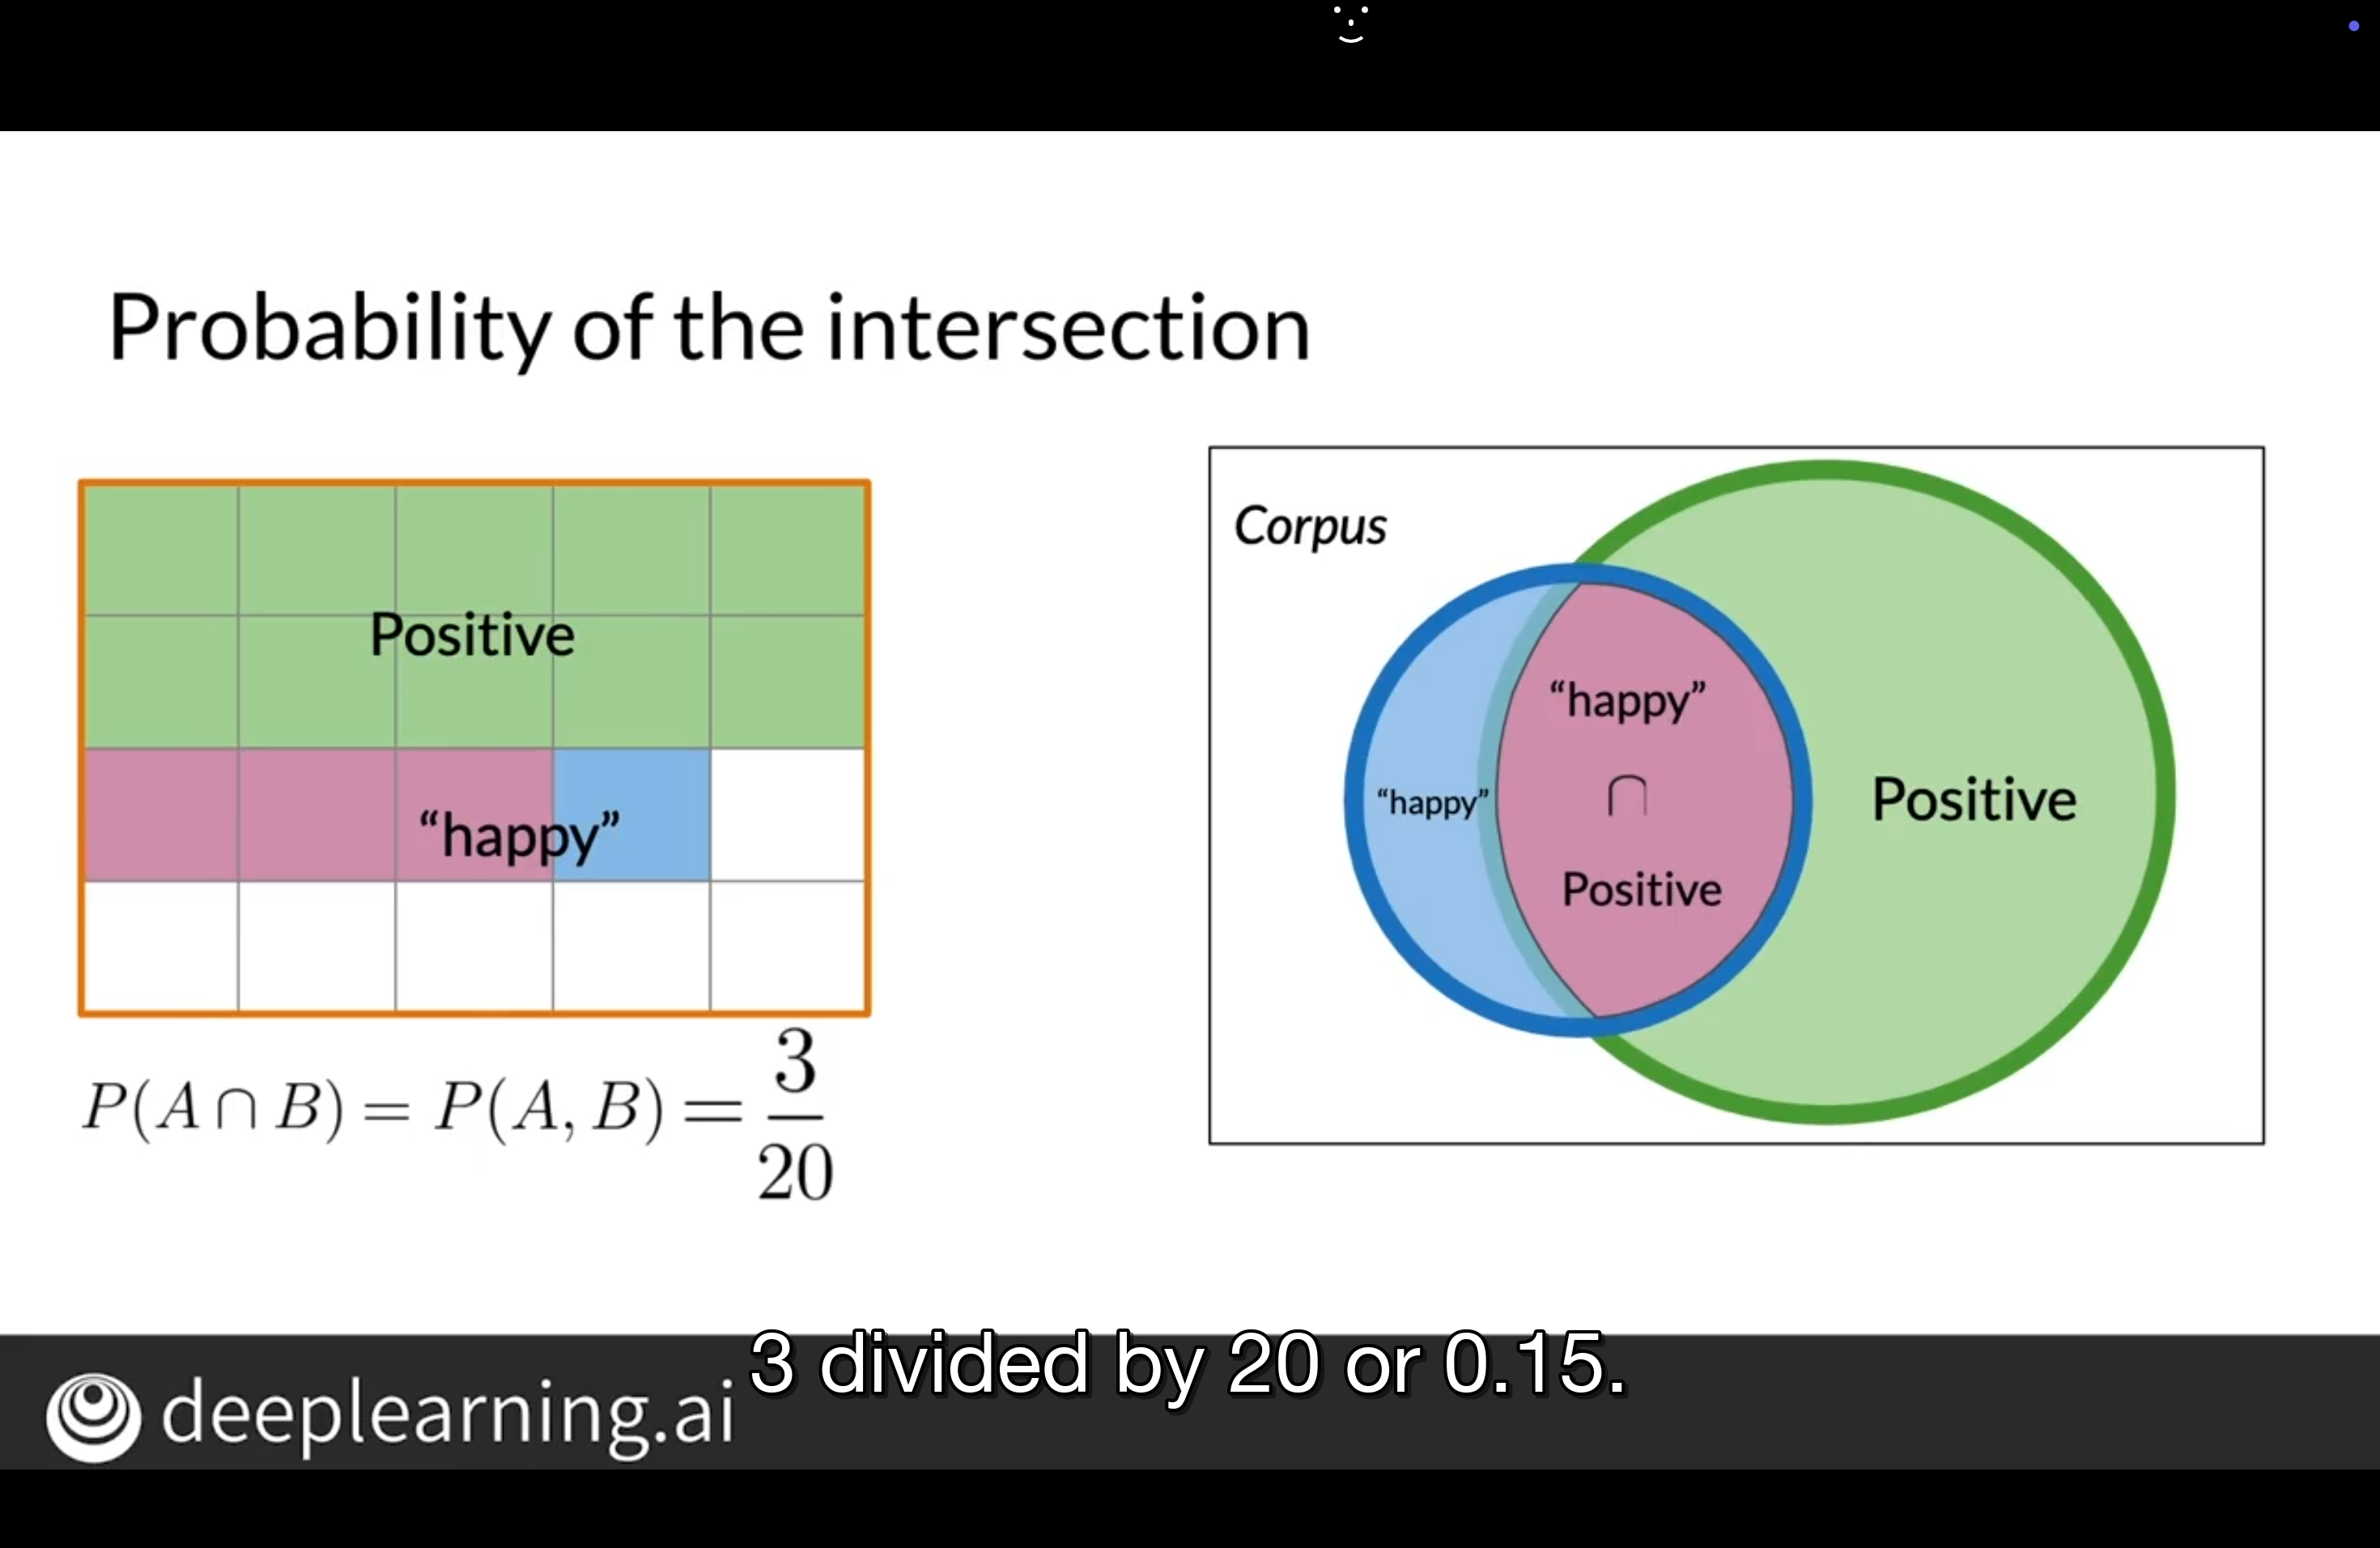 Probability of the intersection
Positive
“happy”
P(A ∩ B) = P(A, B) = 3/20
Corpus
“happy”
“happy”
∩
Positive
Positive
3 divided by 20 or 0.15.
deeplearning.ai